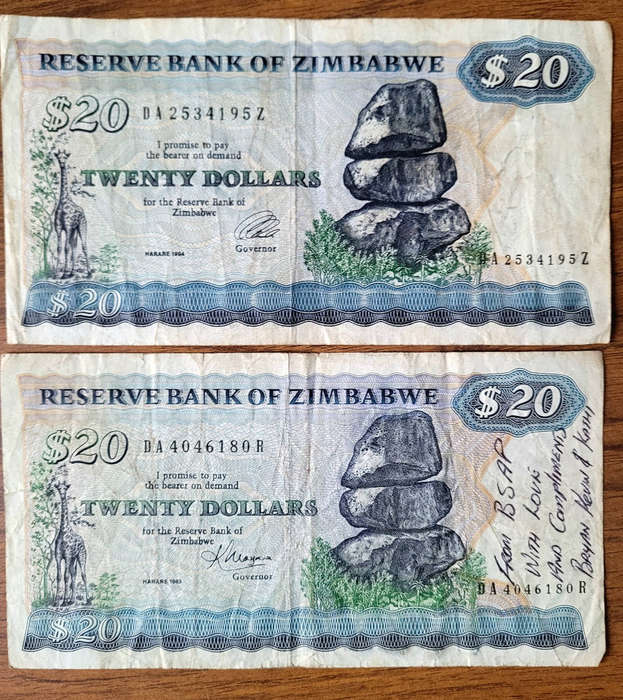 RESERVE BANK OF ZIMBABWE
$20
$20
DA2534195Z
I promise to pay
the bearer on demand
TWENTY DOLLARS
for the Reserve Bank of
Zimbabwe
HARARE 1994
Governor
DA2534195Z
$20
RESERVE BANK OF ZIMBABWE
$20
$20
DA4046180R
I promise to pay
the bearer on demand
TWENTY DOLLARS
for the Reserve Bank of
Zimbabwe
HARARE 1983
Governor
From BSAP
With Love
And Compliments
Bryan Kevin & Kathy
DA4046180R
$20